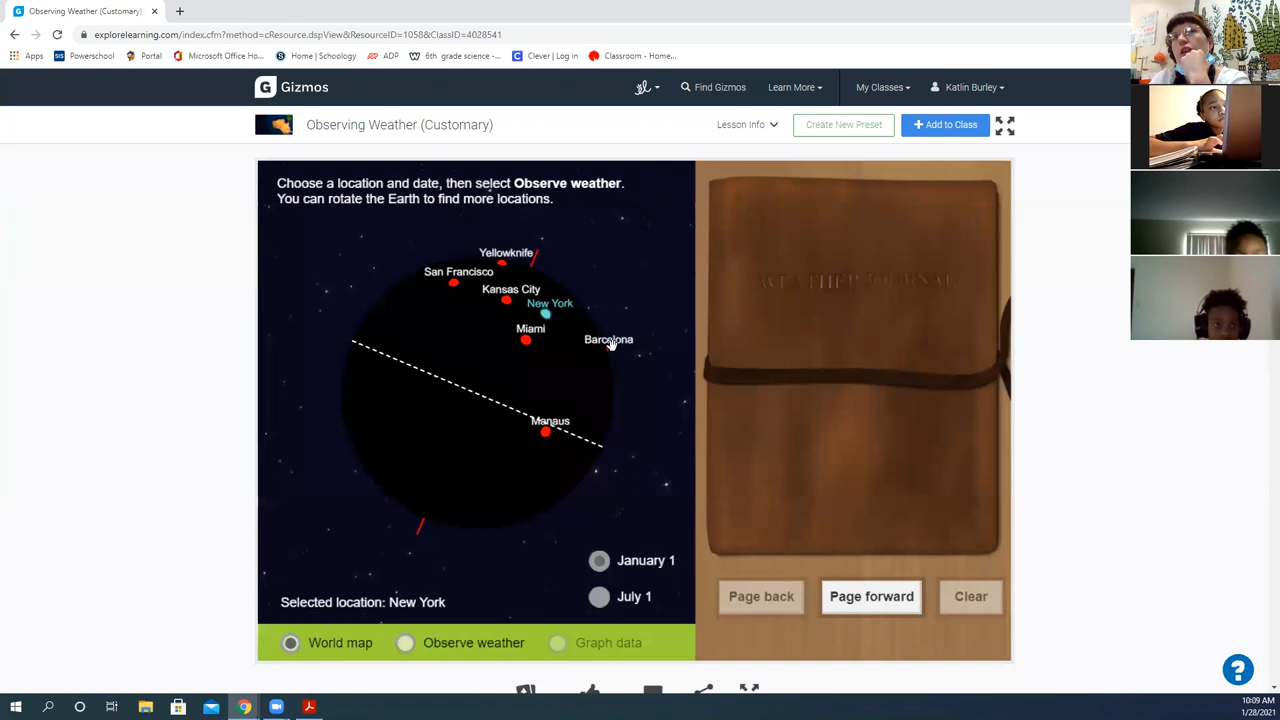 Observing Weather (Customary)
explorelearning.com/index.cfm?method=cResource.dspView&ResourceID=1058&ClassID=4028541
Apps
SIS Powerschool
Portal
Microsoft Office Ho...
Home | Schoology
ADP
6th grade science -...
Clever | Log in
Classroom - Home...
G Gizmos
Find Gizmos
Learn More
My Classes
Katlin Burley
Observing Weather (Customary)
Lesson Info
Create New Preset
+ Add to Class
Choose a location and date, then select Observe weather.
You can rotate the Earth to find more locations.
Yellowknife
San Francisco
Kansas City
New York
Miami
Barcelona
Manaus
January 1
July 1
Selected location: New York
World map
Observe weather
Graph data
WEATHER JOURNAL
Page back
Page forward
Clear
?
10:09 AM
1/28/2021